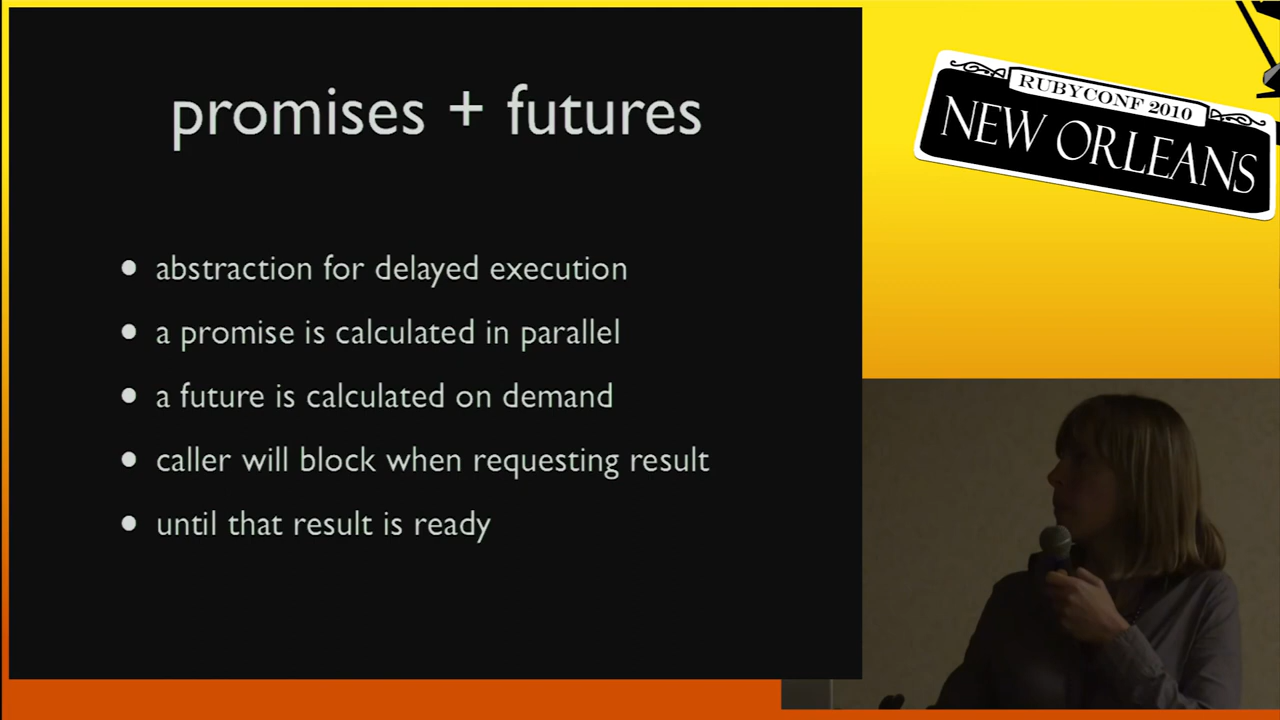 promises + futures
abstraction for delayed execution
a promise is calculated in parallel
a future is calculated on demand
caller will block when requesting result
until that result is ready
RUBYCONF 2010
NEW ORLEANS